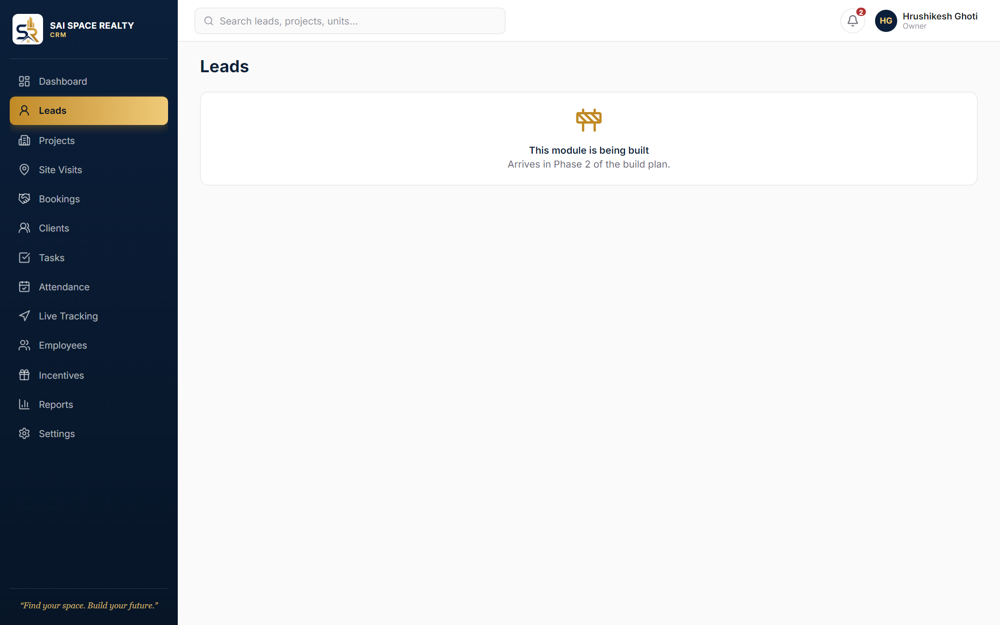 SR
SAI SPACE REALTY
CRM
Search leads, projects, units...
2
HG
Hrushikesh Ghoti
Owner
Dashboard
Leads
Projects
Site Visits
Bookings
Clients
Tasks
Attendance
Live Tracking
Employees
Incentives
Reports
Settings
“Find your space. Build your future.”
Leads
This module is being built
Arrives in Phase 2 of the build plan.